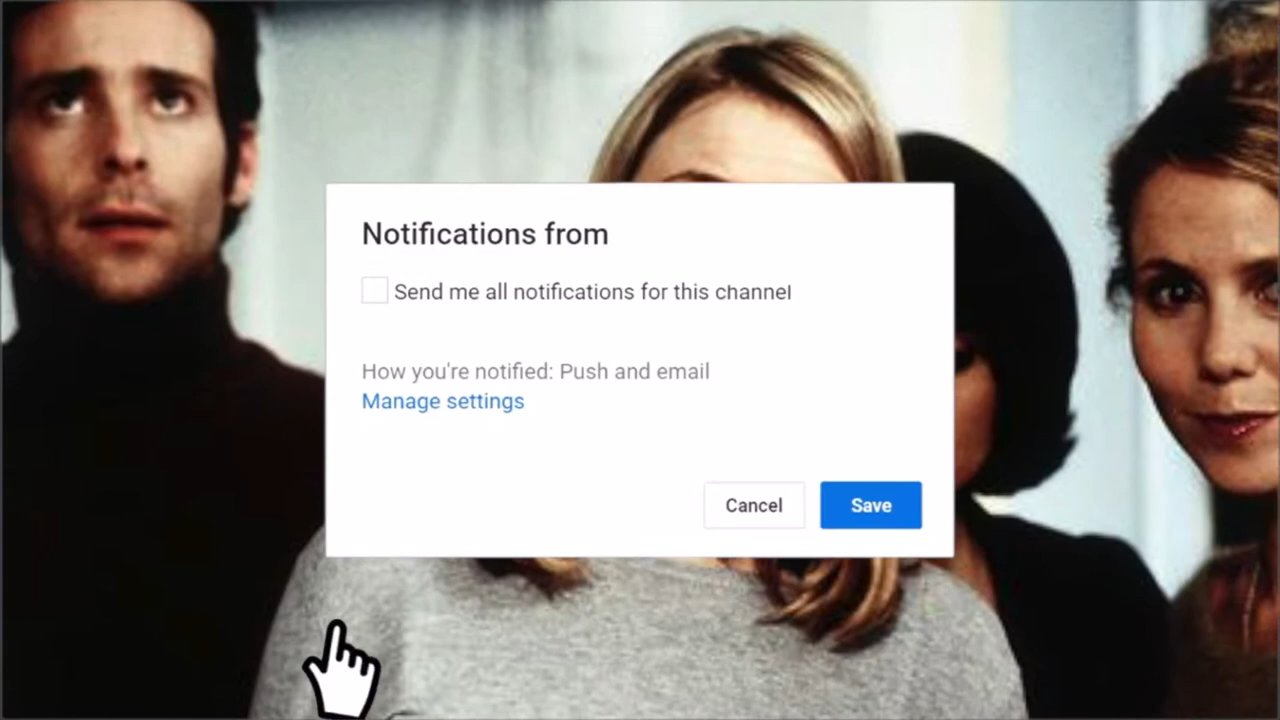 Notifications from
Send me all notifications for this channel
How you're notified: Push and email
Manage settings
Cancel
Save